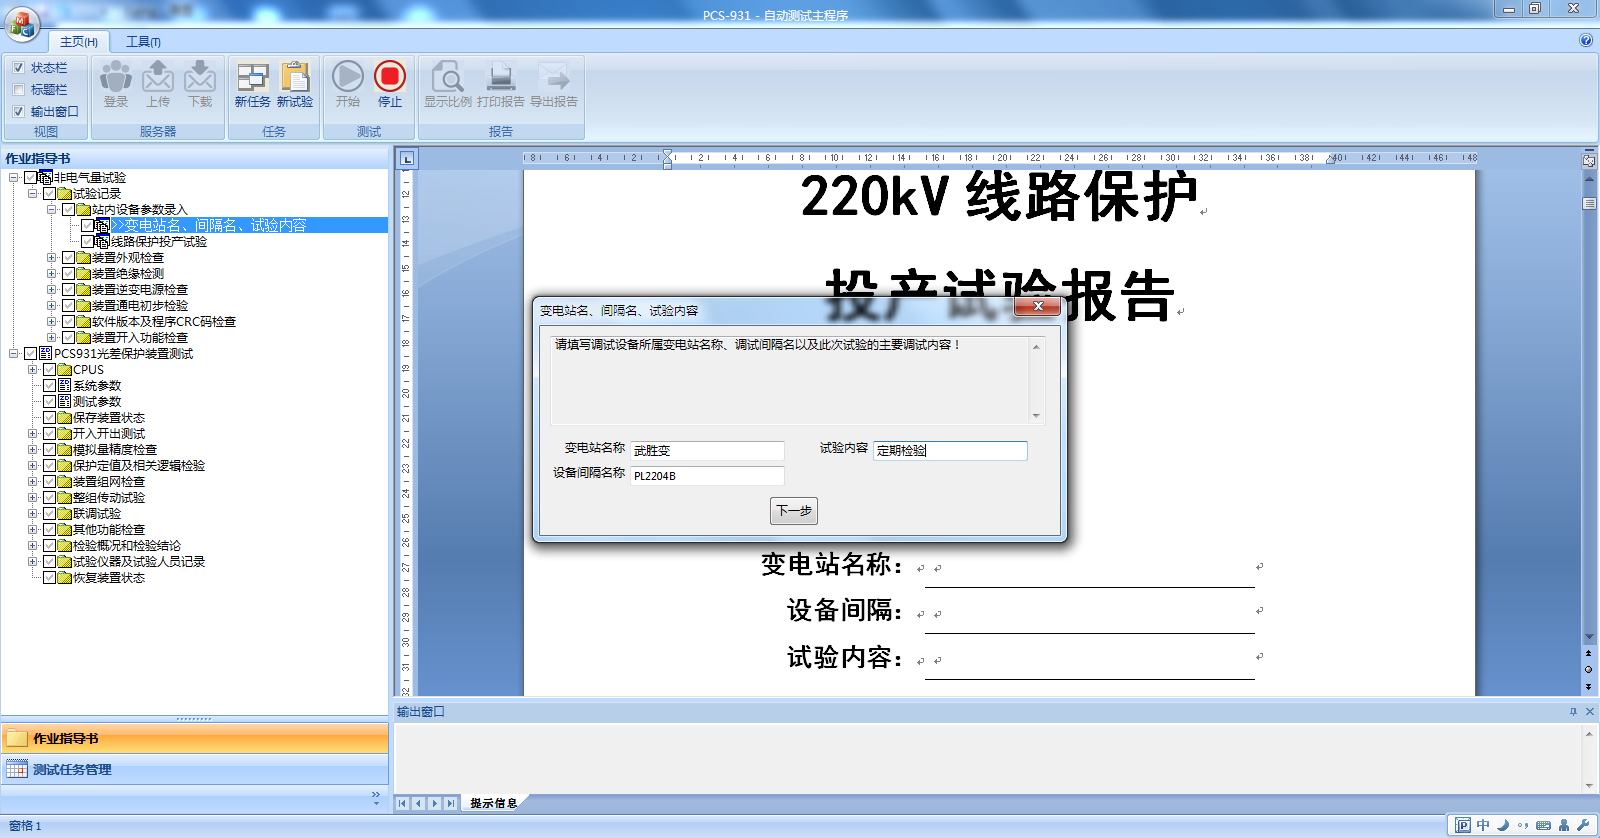 PCS-931 - 自动测试主程序
主页(H) 工具(T)
状态栏
标题栏
输出窗口
视图
登录 上传 下载
服务器
新任务 新试验
任务
开始 停止
测试
显示比例 打印报告 导出报告
报告
作业指导书
非电气量试验
试验记录
站内设备参数录入
>>变电站名、间隔名、试验内容
线路保护投产试验
装置外观检查
装置绝缘检测
装置逆变电源检查
装置通电初步检验
软件版本及程序CRC码检查
装置开入功能检查
PCS931光差保护装置测试
CPUS
系统参数
测试参数
保存装置状态
开入开出测试
模拟量精度检查
保护定值及相关逻辑检验
装置组网检查
整组传动试验
联调试验
其他功能检查
检验概况和检验结论
试验仪器及试验人员记录
恢复装置状态
作业指导书
测试任务管理
窗格 1
220kV 线路保护
投产试验报告
变电站名、间隔名、试验内容
请填写调试设备所属变电站名称、调试间隔名以及此次试验的主要调试内容！
变电站名称 武胜变 试验内容 定期检验
设备间隔名称 PL2204B
下一步
变电站名称：
设备间隔：
试验内容：
输出窗口
提示信息
中